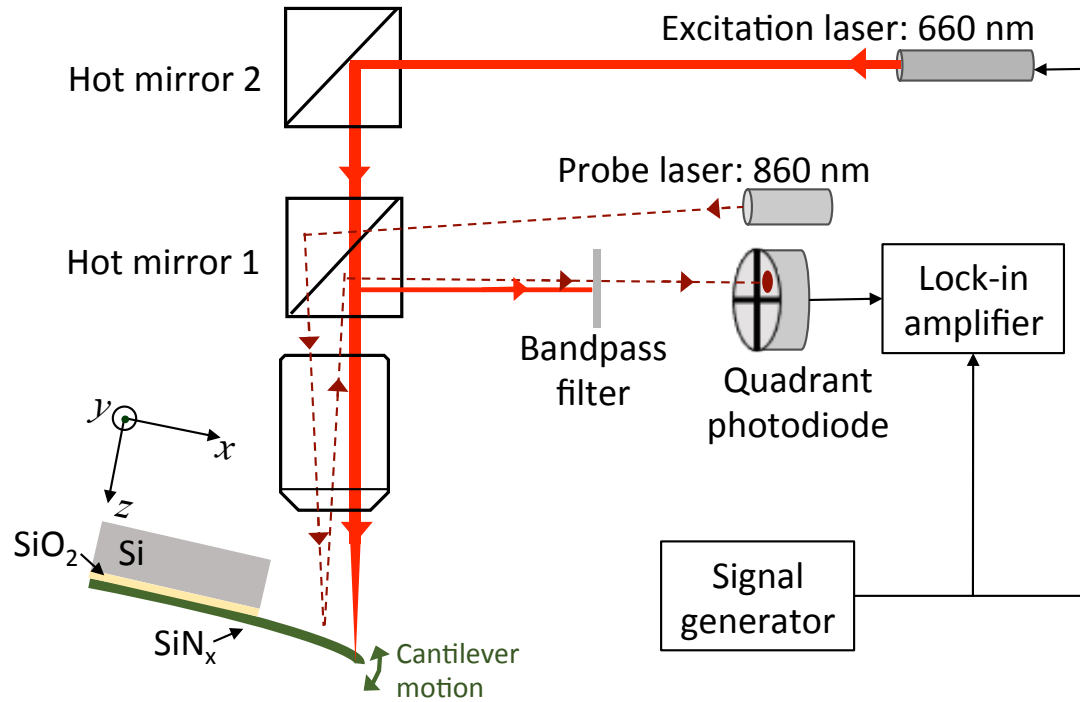 Excitation laser: 660 nm
Hot mirror 2
Probe laser: 860 nm
Hot mirror 1
Lock-in
amplifier
Bandpass
filter
Quadrant
photodiode
y
x
z
SiO₂
Si
SiNₓ
Cantilever
motion
Signal
generator